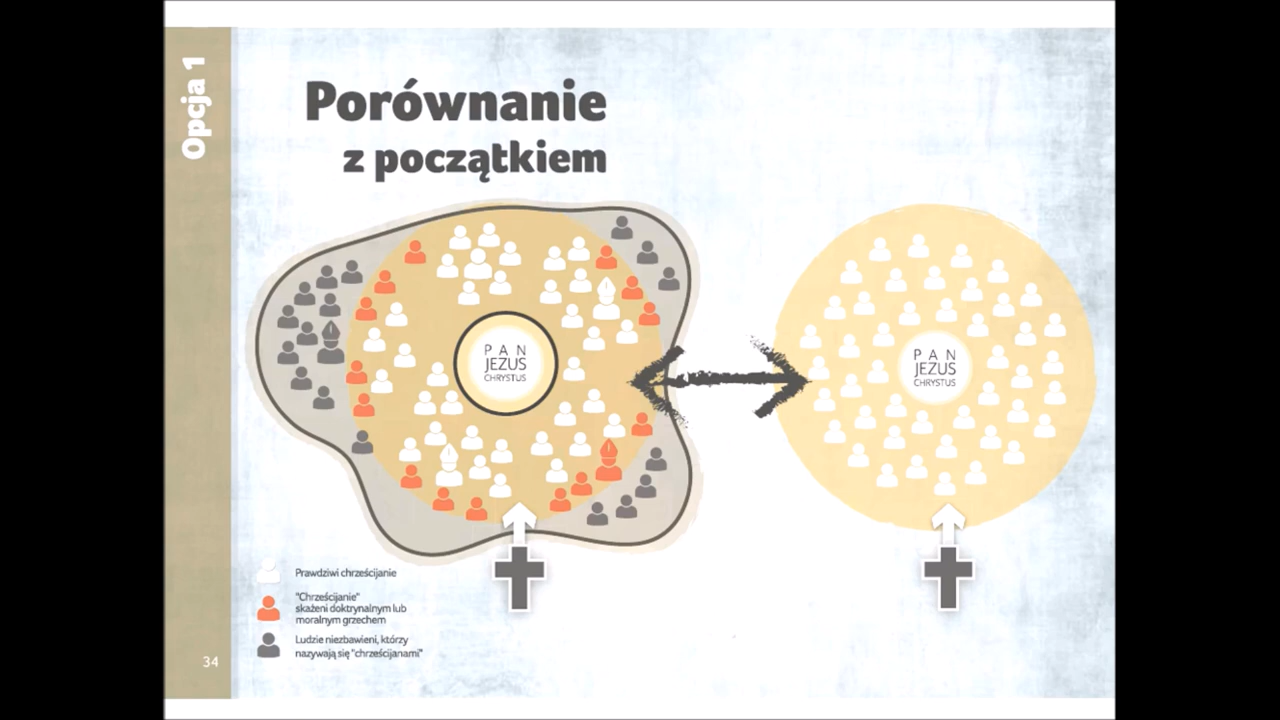 Opcja 1
Porównanie
z początkiem
PAN
JEZUS
CHRYSTUS
PAN
JEZUS
CHRYSTUS
Prawdziwi chrześcijanie
"Chrześcijanie"
skażeni doktrynalnym lub
moralnym grzechem
Ludzie niezbawieni, którzy
nazywają się "chrześcijanami"
34